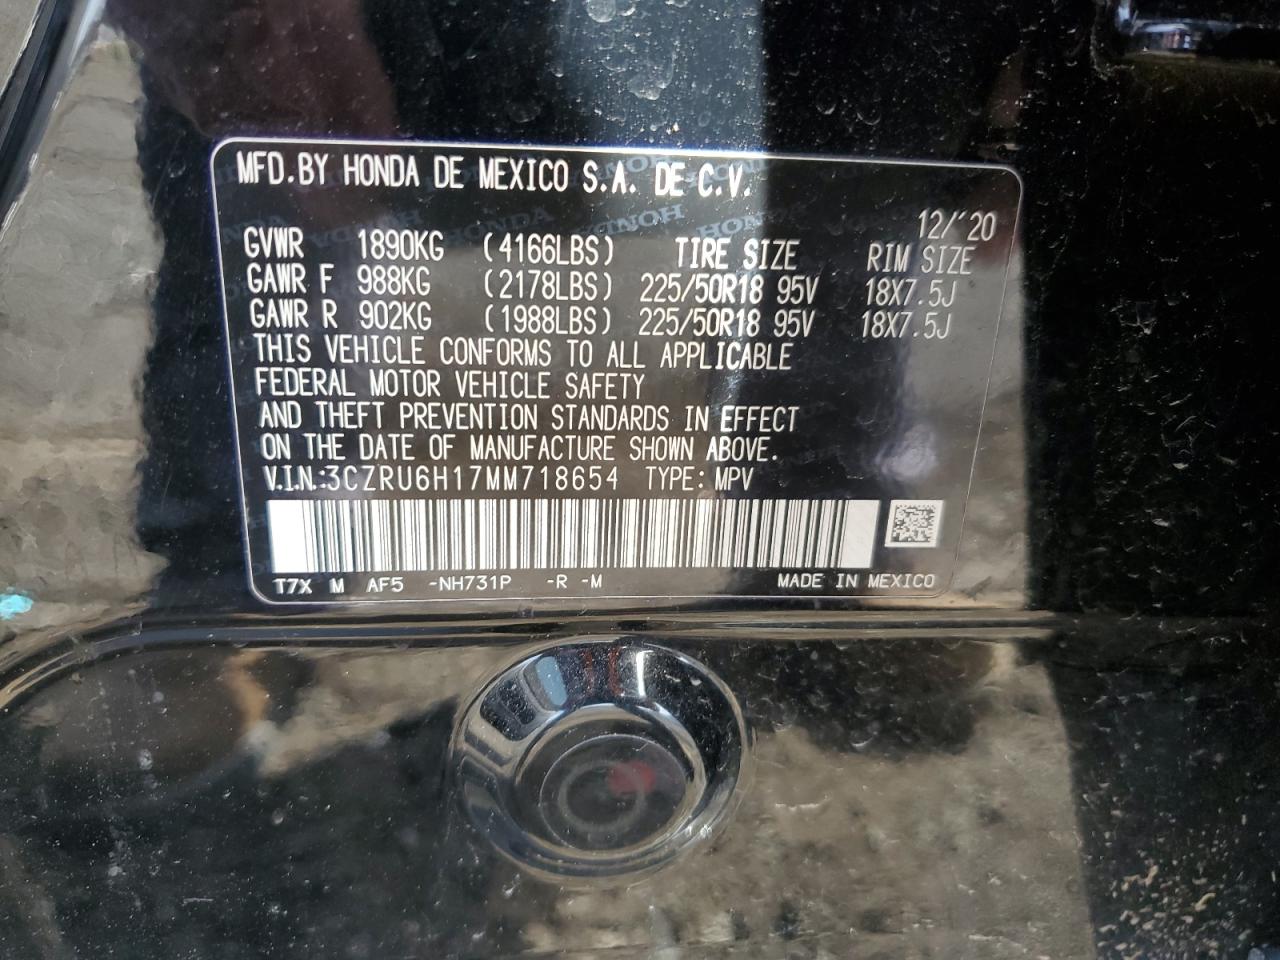 MFD.BY HONDA DE MEXICO S.A. DE C.V.
12/'20
GVWR 1890KG (4166LBS) TIRE SIZE RIM SIZE
GAWR F 988KG (2178LBS) 225/50R18 95V 18X7.5J
GAWR R 902KG (1988LBS) 225/50R18 95V 18X7.5J
THIS VEHICLE CONFORMS TO ALL APPLICABLE
FEDERAL MOTOR VEHICLE SAFETY
AND THEFT PREVENTION STANDARDS IN EFFECT
ON THE DATE OF MANUFACTURE SHOWN ABOVE.
V.I.N.:3CZRU6H17MM718654 TYPE: MPV
T7X M AF5 -NH731P -R -M MADE IN MEXICO